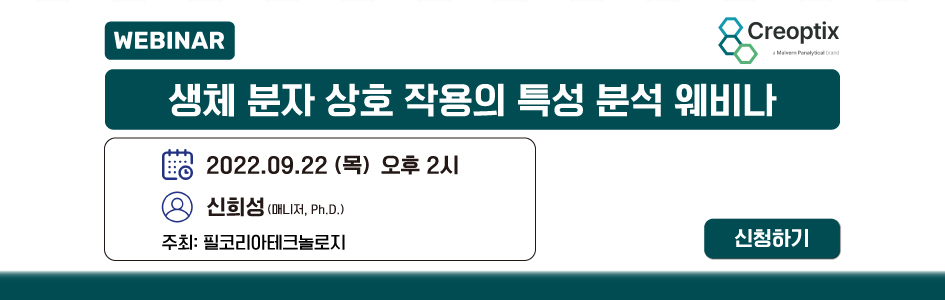 WEBINAR
Creoptix
a Malvern Panalytical brand
생체 분자 상호 작용의 특성 분석 웨비나
2022.09.22 (목) 오후 2시
신희성 (매니저, Ph.D.)
주최: 필코리아테크놀로지
신청하기